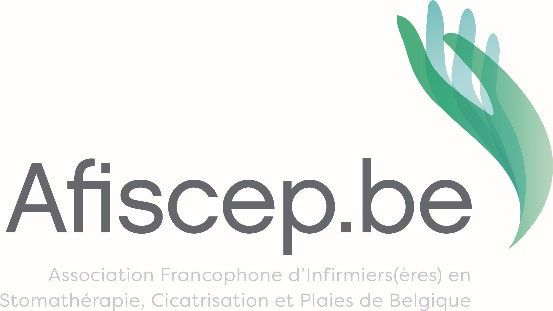 Afiscep.be
Association Francophone d'Infirmiers(ères) en
Stomathérapie, Cicatrisation et Plaies de Belgique